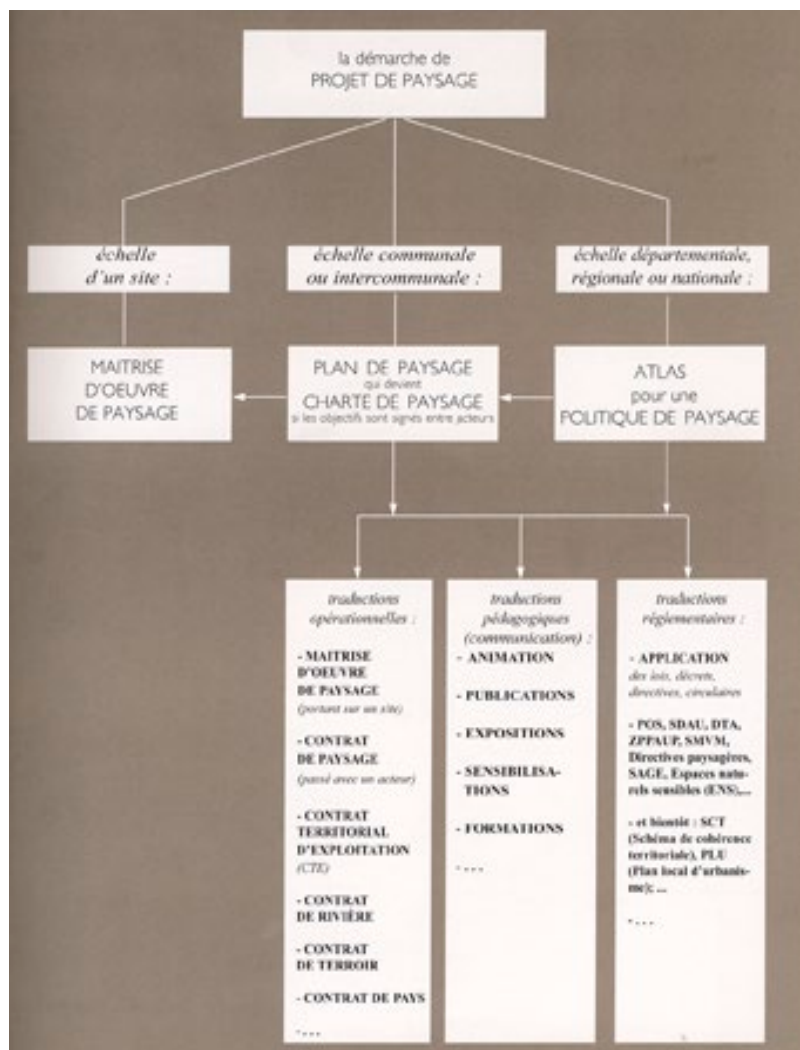 la démarche de
PROJET DE PAYSAGE
échelle
d'un site :
échelle communale
ou intercommunale :
échelle départementale,
régionale ou nationale :
MAITRISE
D'OEUVRE
DE PAYSAGE
PLAN DE PAYSAGE
qui devient
CHARTE DE PAYSAGE
si les objectifs sont signés entre acteurs
ATLAS
pour une
POLITIQUE DE PAYSAGE
traductions
opérationnelles :
- MAITRISE
D'OEUVRE
DE PAYSAGE
(portant sur un site)
- CONTRAT
DE PAYSAGE
(passé avec un acteur)
- CONTRAT
TERRITORIAL
D'EXPLOITATION
(CTE)
- CONTRAT
DE RIVIÈRE
- CONTRAT
DE TERROIR
- CONTRAT DE PAYS
-...
traductions
pédagogiques
(communication) :
- ANIMATION
- PUBLICATIONS
- EXPOSITIONS
- SENSIBILISA-
TIONS
- FORMATIONS
-...
traductions
réglementaires :
- APPLICATION
des lois, décrets,
directives, circulaires
- POS, SDAU, DTA,
ZPPAUP, SMVM,
Directives paysagères,
SAGE, Espaces natu-
rels sensibles (ENS),...
- et bientôt : SCT
(Schéma de cohérence
territoriale), PLU
(Plan local d'urbanis-
me); ...
-...